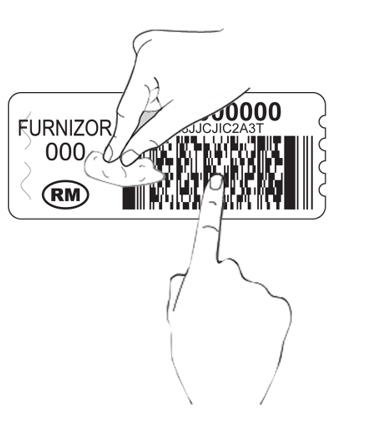 FURNIZOR
000
RM
00000
JJCJIC2A3T